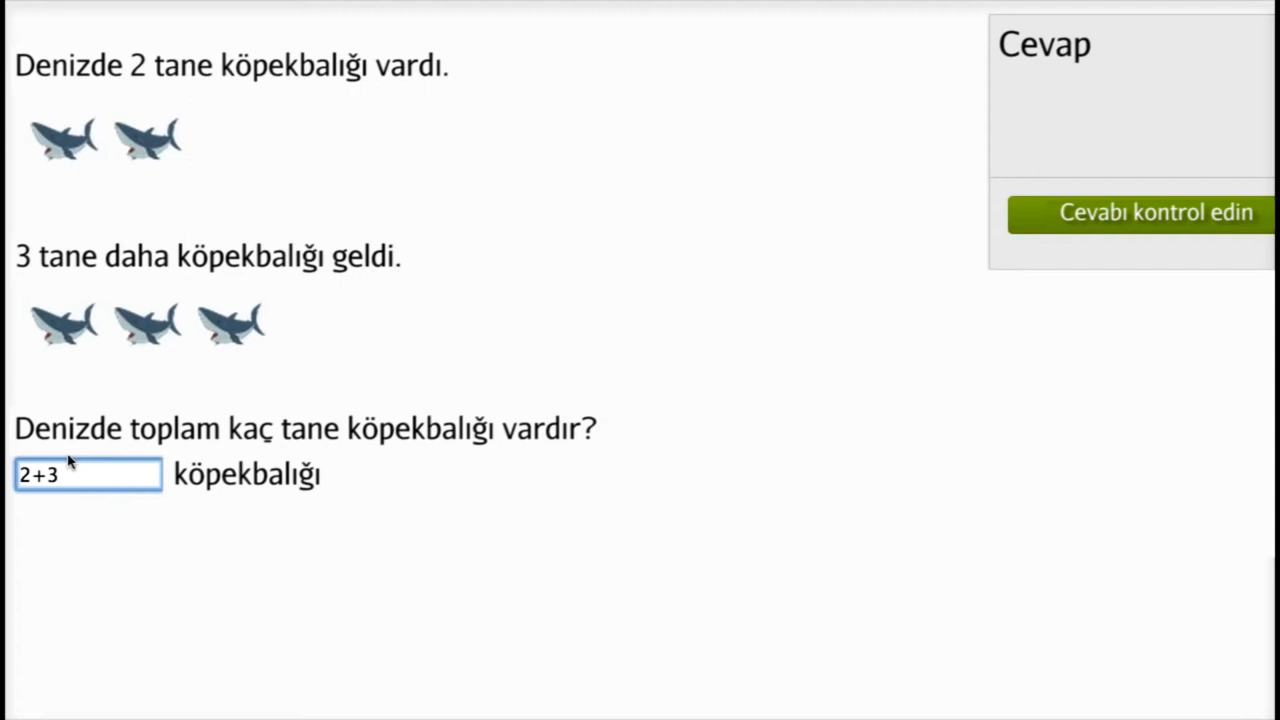 Denizde 2 tane köpekbalığı vardı.
Cevap
Cevabı kontrol edin
3 tane daha köpekbalığı geldi.
Denizde toplam kaç tane köpekbalığı vardır?
2+3 köpekbalığı